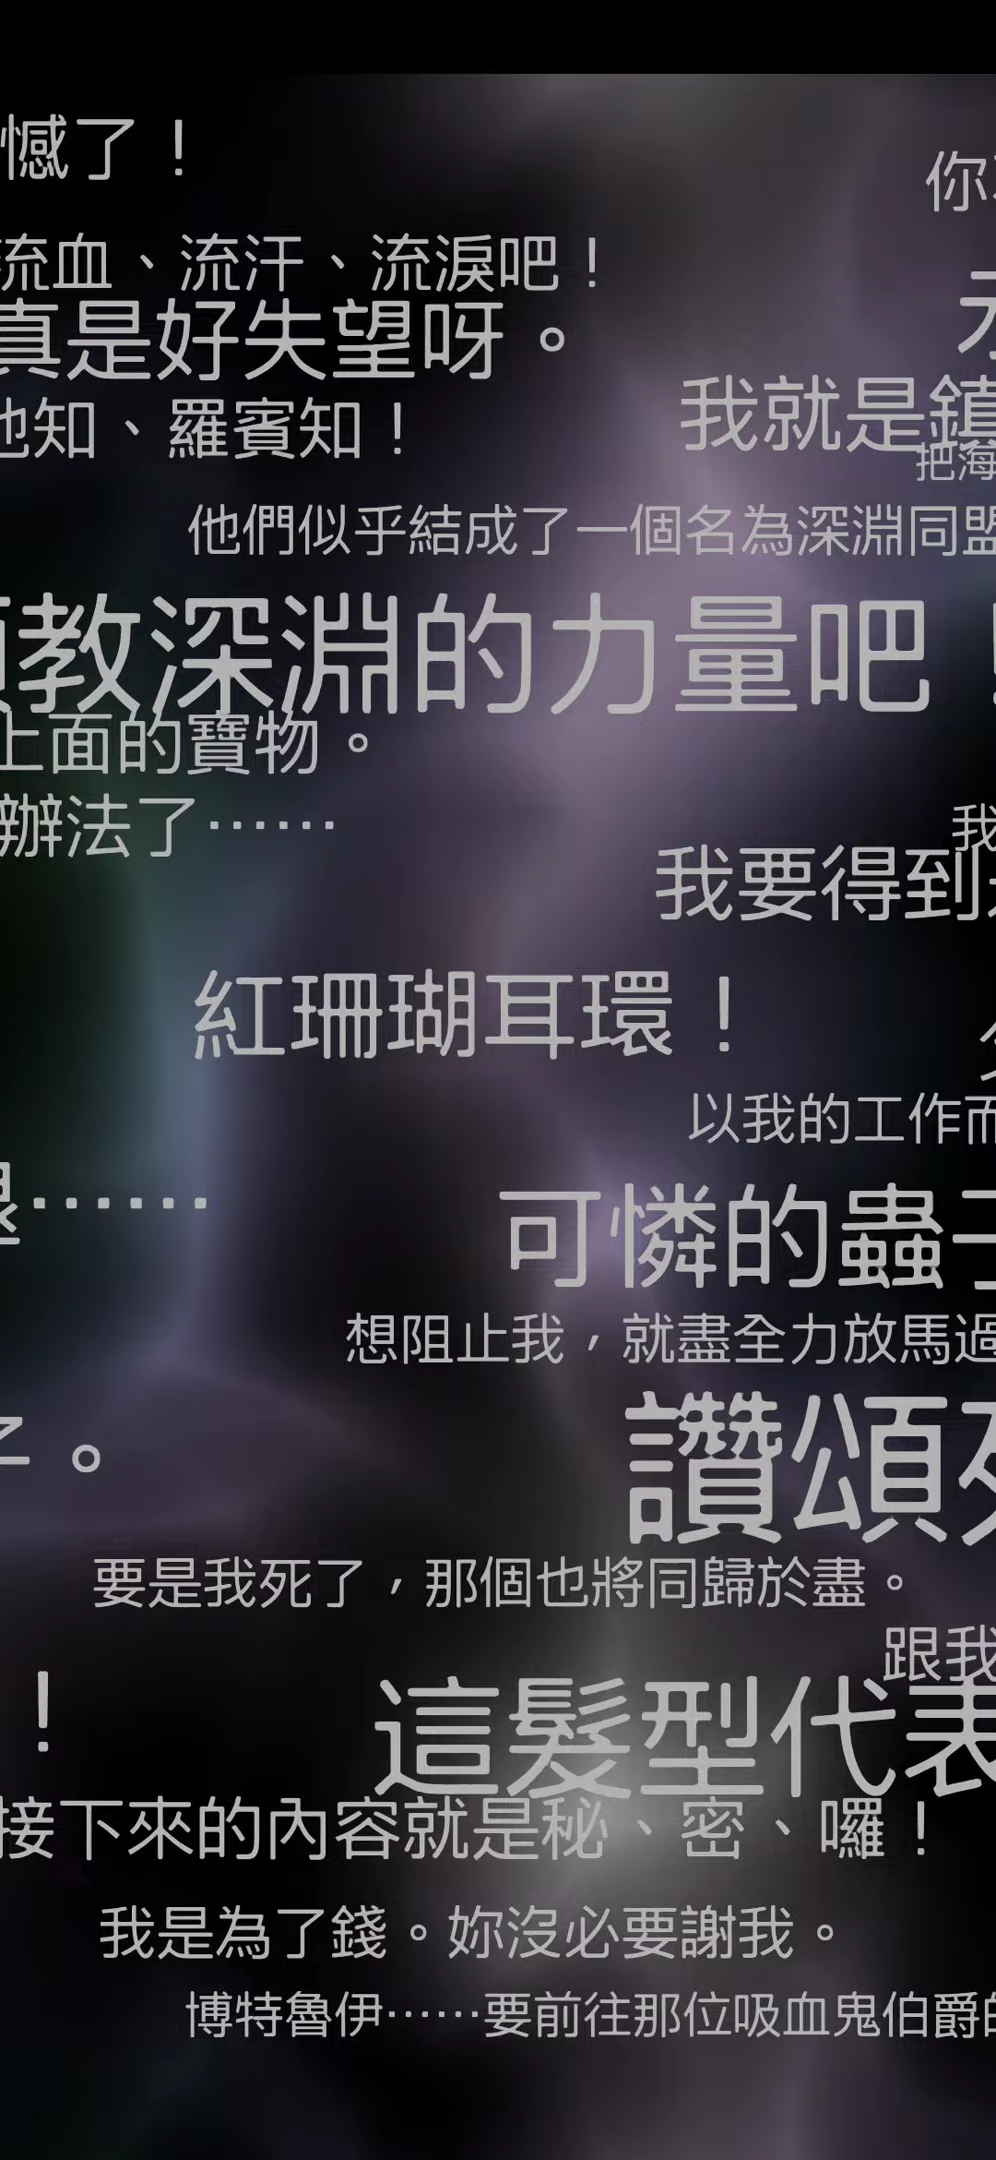 憾了！
你
流血、流汗、流淚吧！
真是好失望呀。
我就是鎮
他知、羅賓知！
把海
他們似乎結成了一個名為深淵同盟
教深淵的力量吧！
上面的寶物。
辦法了……
我
我要得到
紅珊瑚耳環！
以我的工作而
……
可憐的蟲子
想阻止我，就盡全力放馬過
讚頌死
。
要是我死了，那個也將同歸於盡。
跟我
！
這髮型代表
接下來的內容就是秘、密、囉！
我是為了錢。妳沒必要謝我。
博特魯伊……要前往那位吸血鬼伯爵的